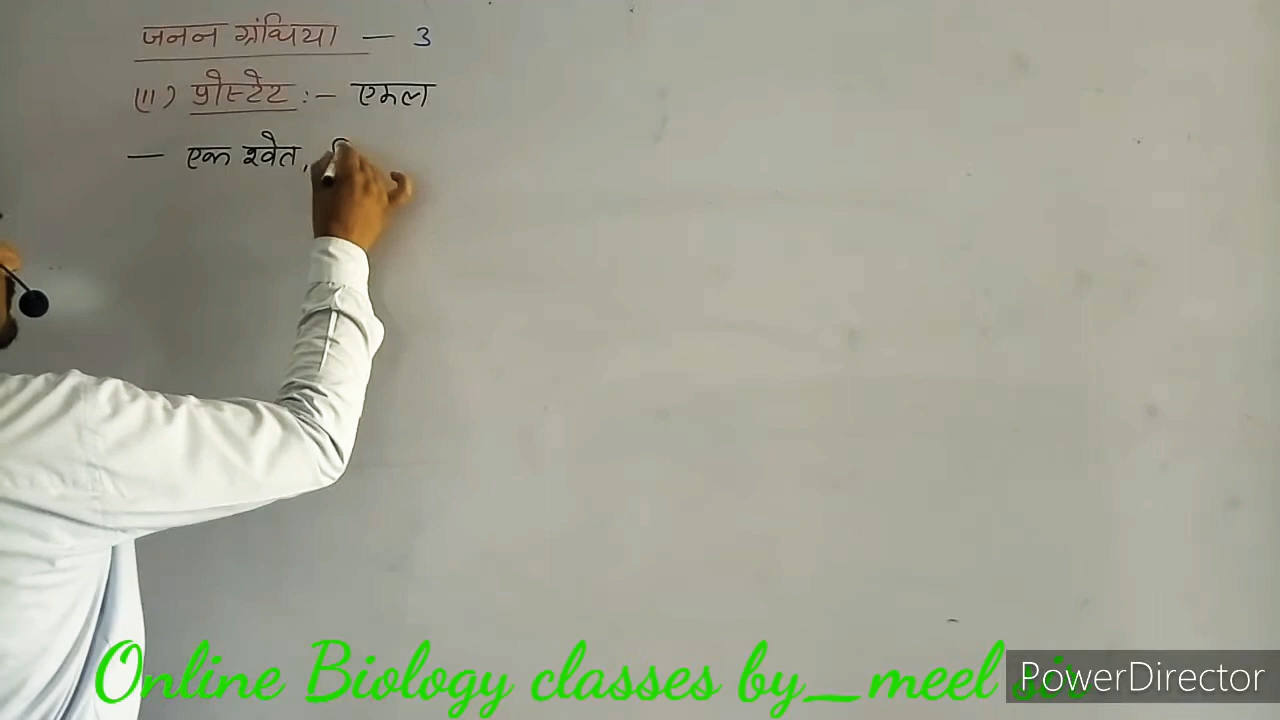 जनन ग्रंथिया — 3
(II) प्रोस्टेट :— एकल
— एक श्वेत,
Online Biology classes by_meel
PowerDirector